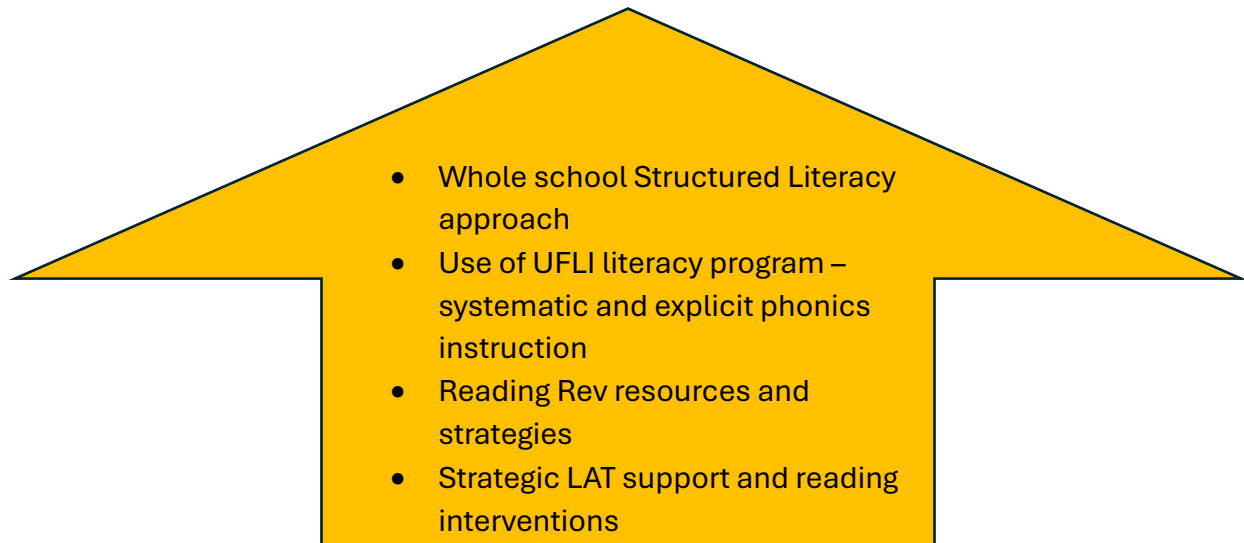 • Whole school Structured Literacy
approach
• Use of UFLI literacy program –
systematic and explicit phonics
instruction
• Reading Rev resources and
strategies
• Strategic LAT support and reading
interventions